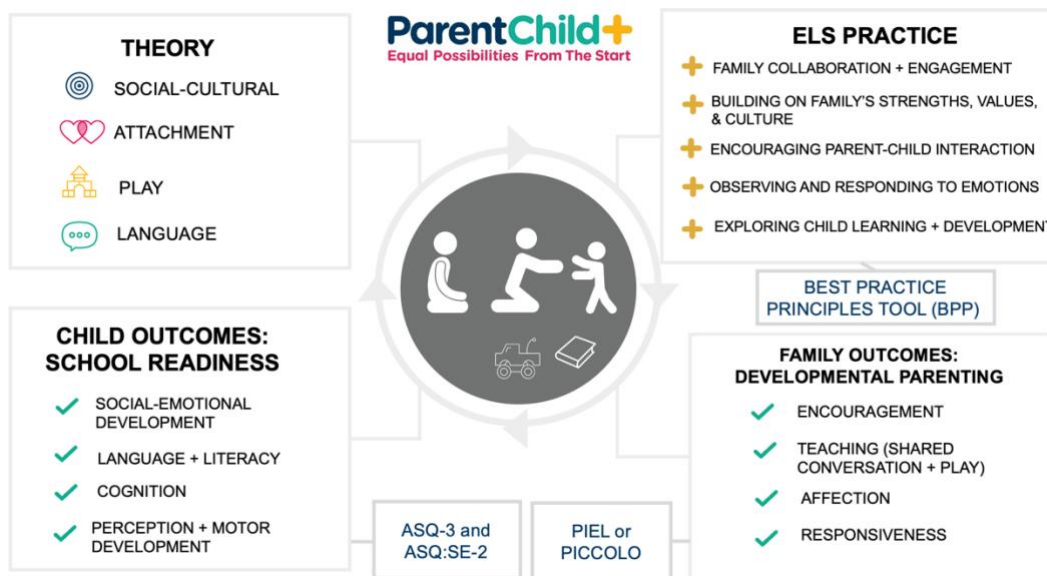 ParentChild+
Equal Possibilities From The Start
THEORY
SOCIAL-CULTURAL
ATTACHMENT
PLAY
LANGUAGE
ELS PRACTICE
FAMILY COLLABORATION + ENGAGEMENT
BUILDING ON FAMILY'S STRENGTHS, VALUES,
& CULTURE
ENCOURAGING PARENT-CHILD INTERACTION
OBSERVING AND RESPONDING TO EMOTIONS
EXPLORING CHILD LEARNING + DEVELOPMENT
BEST PRACTICE
PRINCIPLES TOOL (BPP)
CHILD OUTCOMES:
SCHOOL READINESS
SOCIAL-EMOTIONAL
DEVELOPMENT
LANGUAGE + LITERACY
COGNITION
PERCEPTION + MOTOR
DEVELOPMENT
ASQ-3 and
ASQ:SE-2
PIEL or
PICCOLO
FAMILY OUTCOMES:
DEVELOPMENTAL PARENTING
ENCOURAGEMENT
TEACHING (SHARED
CONVERSATION + PLAY)
AFFECTION
RESPONSIVENESS